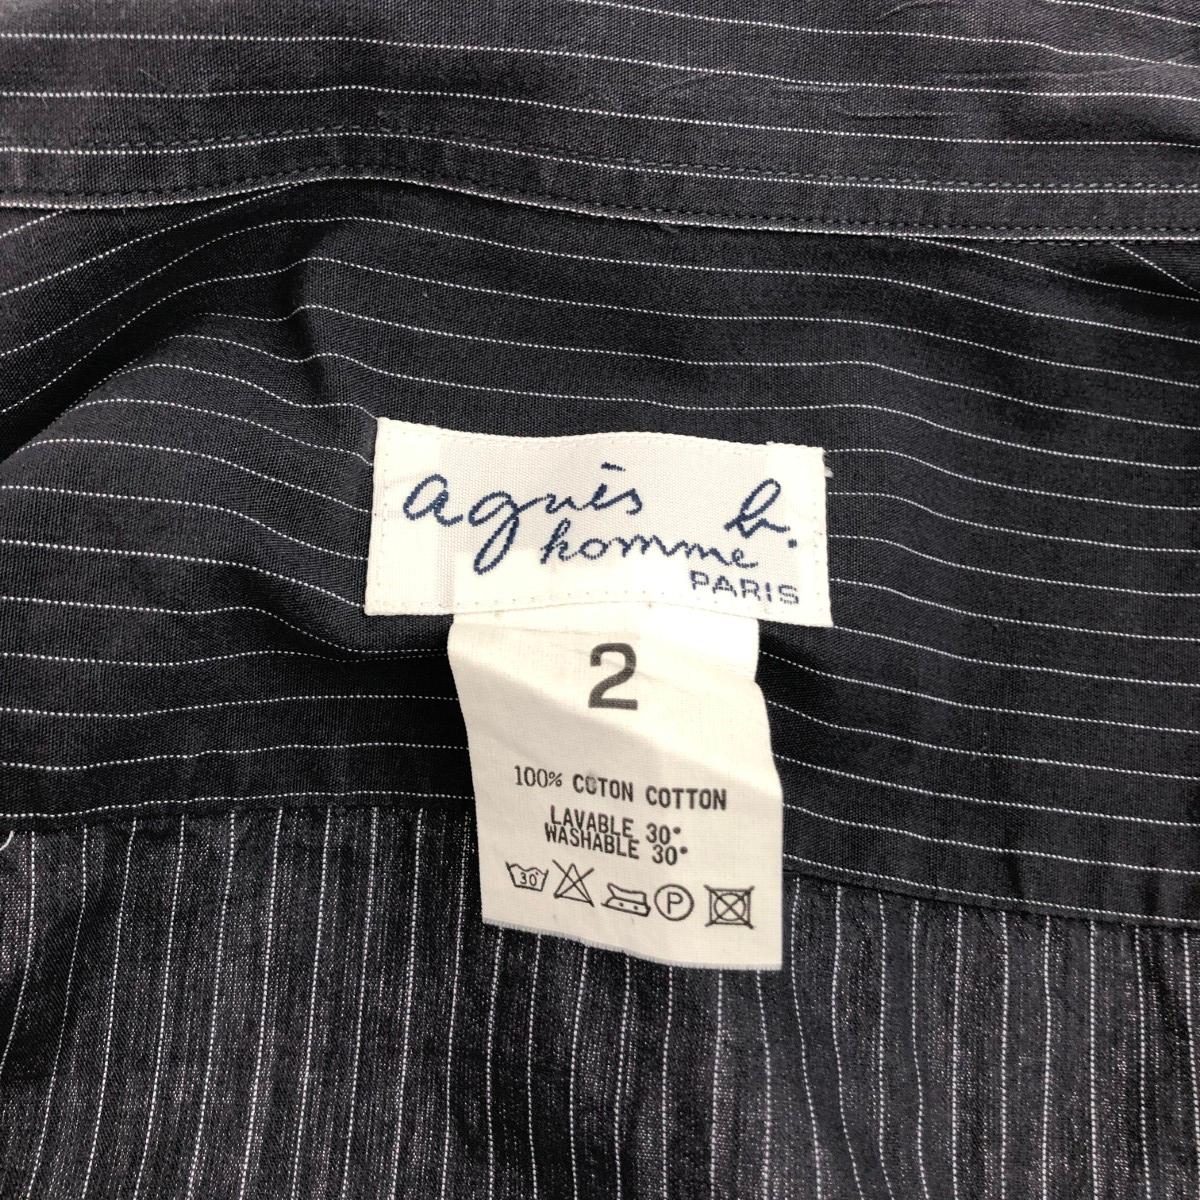 agnès b.
homme
PARIS
2
100% COTON COTTON
LAVABLE 30°
WASHABLE 30°
30°
P